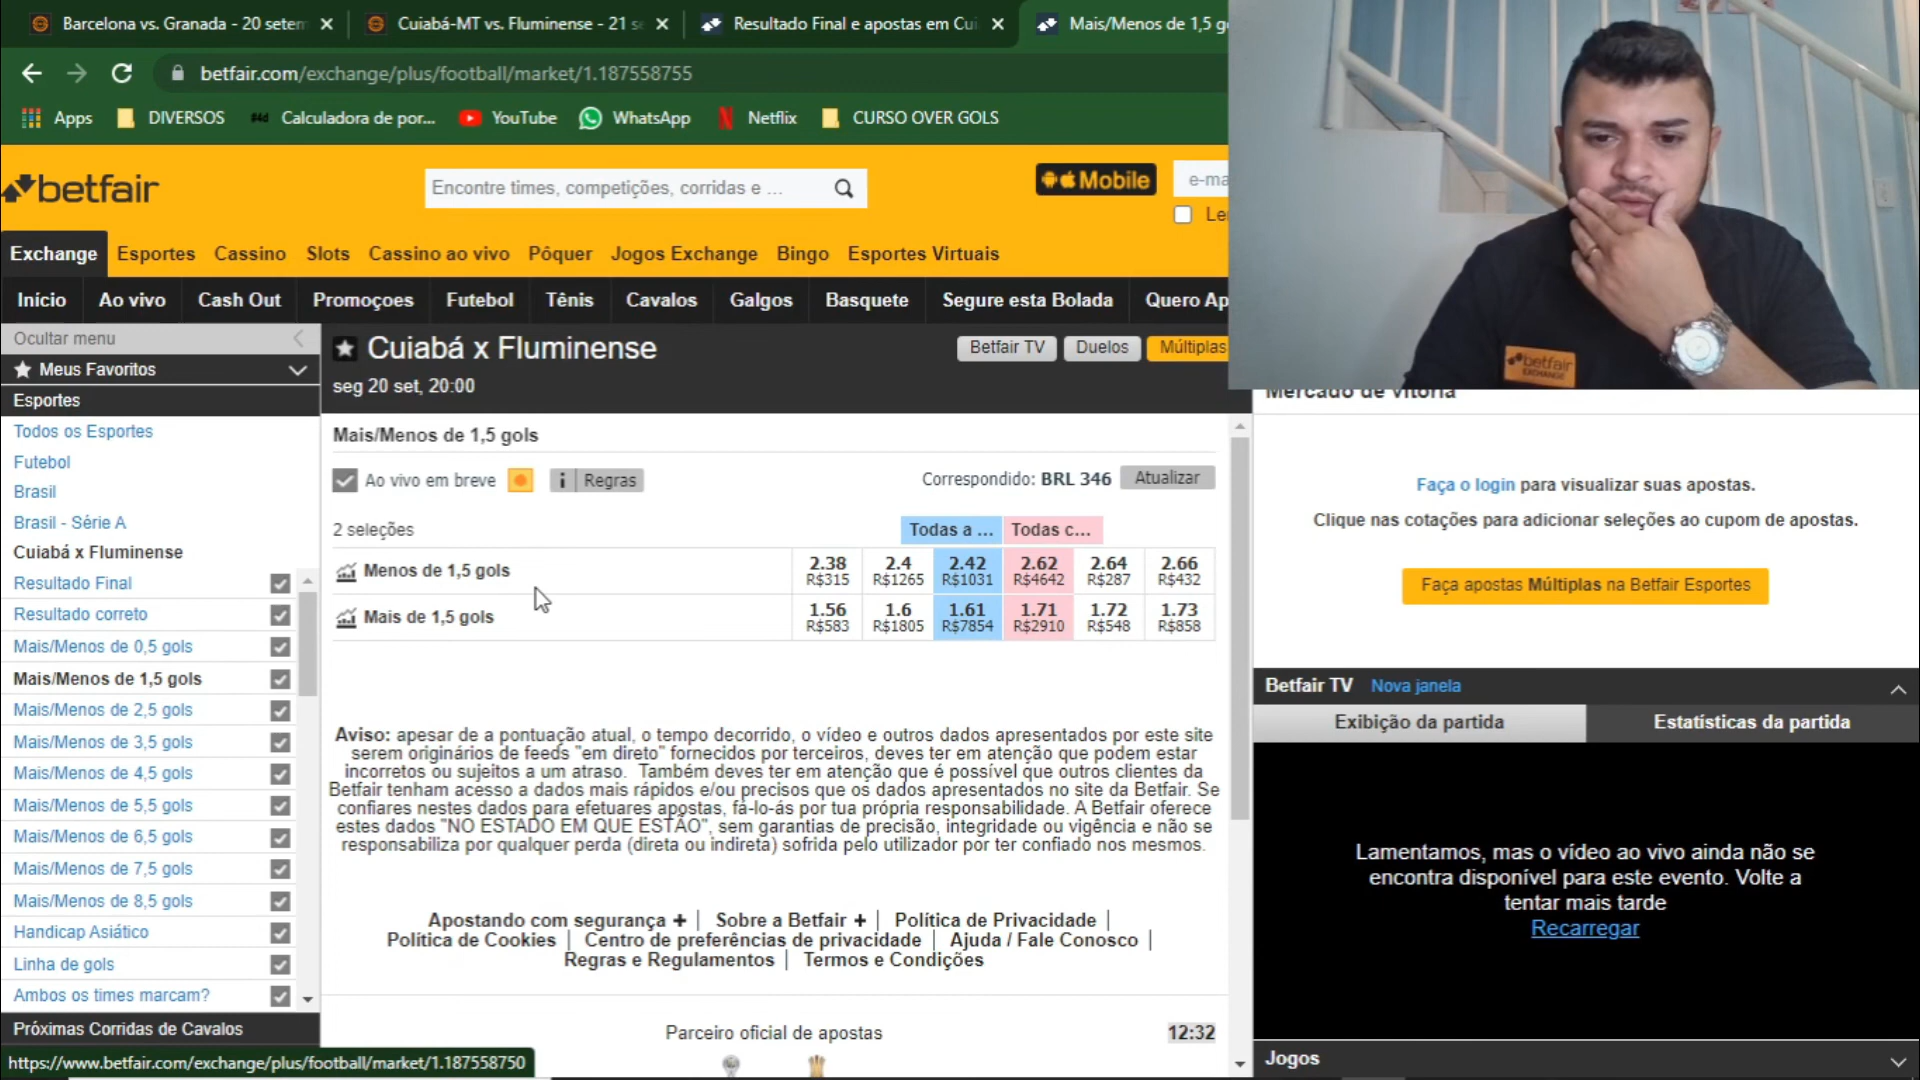 Barcelona vs. Granada - 20 setem
Cuiabá-MT vs. Fluminense - 21 s
Resultado Final e apostas em Cui
Mais/Menos de 1,5 g
betfair.com/exchange/plus/football/market/1.187558755
Apps
DIVERSOS
Calculadora de por...
YouTube
WhatsApp
Netflix
CURSO OVER GOLS
betfair
Encontre times, competições, corridas e ...
Mobile
e-ma
Le
Exchange
Esportes
Cassino
Slots
Cassino ao vivo
Pôquer
Jogos Exchange
Bingo
Esportes Virtuais
Início
Ao vivo
Cash Out
Promoçoes
Futebol
Tênis
Cavalos
Galgos
Basquete
Segure esta Bolada
Quero Ap
Ocultar menu
Meus Favoritos
Esportes
Todos os Esportes
Futebol
Brasil
Brasil - Série A
Cuiabá x Fluminense
Resultado Final
Resultado correto
Mais/Menos de 0,5 gols
Mais/Menos de 1,5 gols
Mais/Menos de 2,5 gols
Mais/Menos de 3,5 gols
Mais/Menos de 4,5 gols
Mais/Menos de 5,5 gols
Mais/Menos de 6,5 gols
Mais/Menos de 7,5 gols
Mais/Menos de 8,5 gols
Handicap Asiático
Linha de gols
Ambos os times marcam?
Próximas Corridas de Cavalos
https://www.betfair.com/exchange/plus/football/market/1.187558750
Cuiabá x Fluminense
Betfair TV
Duelos
Múltiplas
seg 20 set, 20:00
Mais/Menos de 1,5 gols
Ao vivo em breve
i
Regras
Correspondido: BRL 346
Atualizar
2 seleções
Todas a ...
Todas c...
Menos de 1,5 gols
2.38 2.4 2.42 2.62 2.64 2.66
R$315 R$1265 R$1031 R$4642 R$287 R$432
Mais de 1,5 gols
1.56 1.6 1.61 1.71 1.72 1.73
R$583 R$1805 R$7854 R$2910 R$548 R$858
Aviso: apesar de a pontuação atual, o tempo decorrido, o vídeo e outros dados apresentados por este site
serem originários de feeds "em direto" fornecidos por terceiros, deves ter em atenção que podem estar
incorretos ou sujeitos a um atraso. Também deves ter em atenção que é possível que outros clientes da
Betfair tenham acesso a dados mais rápidos e/ou precisos que os dados apresentados no site da Betfair. Se
confiares nestes dados para efetuares apostas, fá-lo-ás por tua própria responsabilidade. A Betfair oferece
estes dados "NO ESTADO EM QUE ESTÃO", sem garantias de precisão, integridade ou vigência e não se
responsabiliza por qualquer perda (direta ou indireta) sofrida pelo utilizador por ter confiado nos mesmos.
Apostando com segurança + | Sobre a Betfair + | Política de Privacidade |
Política de Cookies | Centro de preferências de privacidade | Ajuda / Fale Conosco |
Regras e Regulamentos | Termos e Condições
Parceiro oficial de apostas
12:32
betfair
EXCHANGE
Mercado de vitória
Faça o login para visualizar suas apostas.
Clique nas cotações para adicionar seleções ao cupom de apostas.
Faça apostas Múltiplas na Betfair Esportes
Betfair TV
Nova janela
Exibição da partida
Estatísticas da partida
Lamentamos, mas o vídeo ao vivo ainda não se
encontra disponível para este evento. Volte a
tentar mais tarde
Recarregar
Jogos